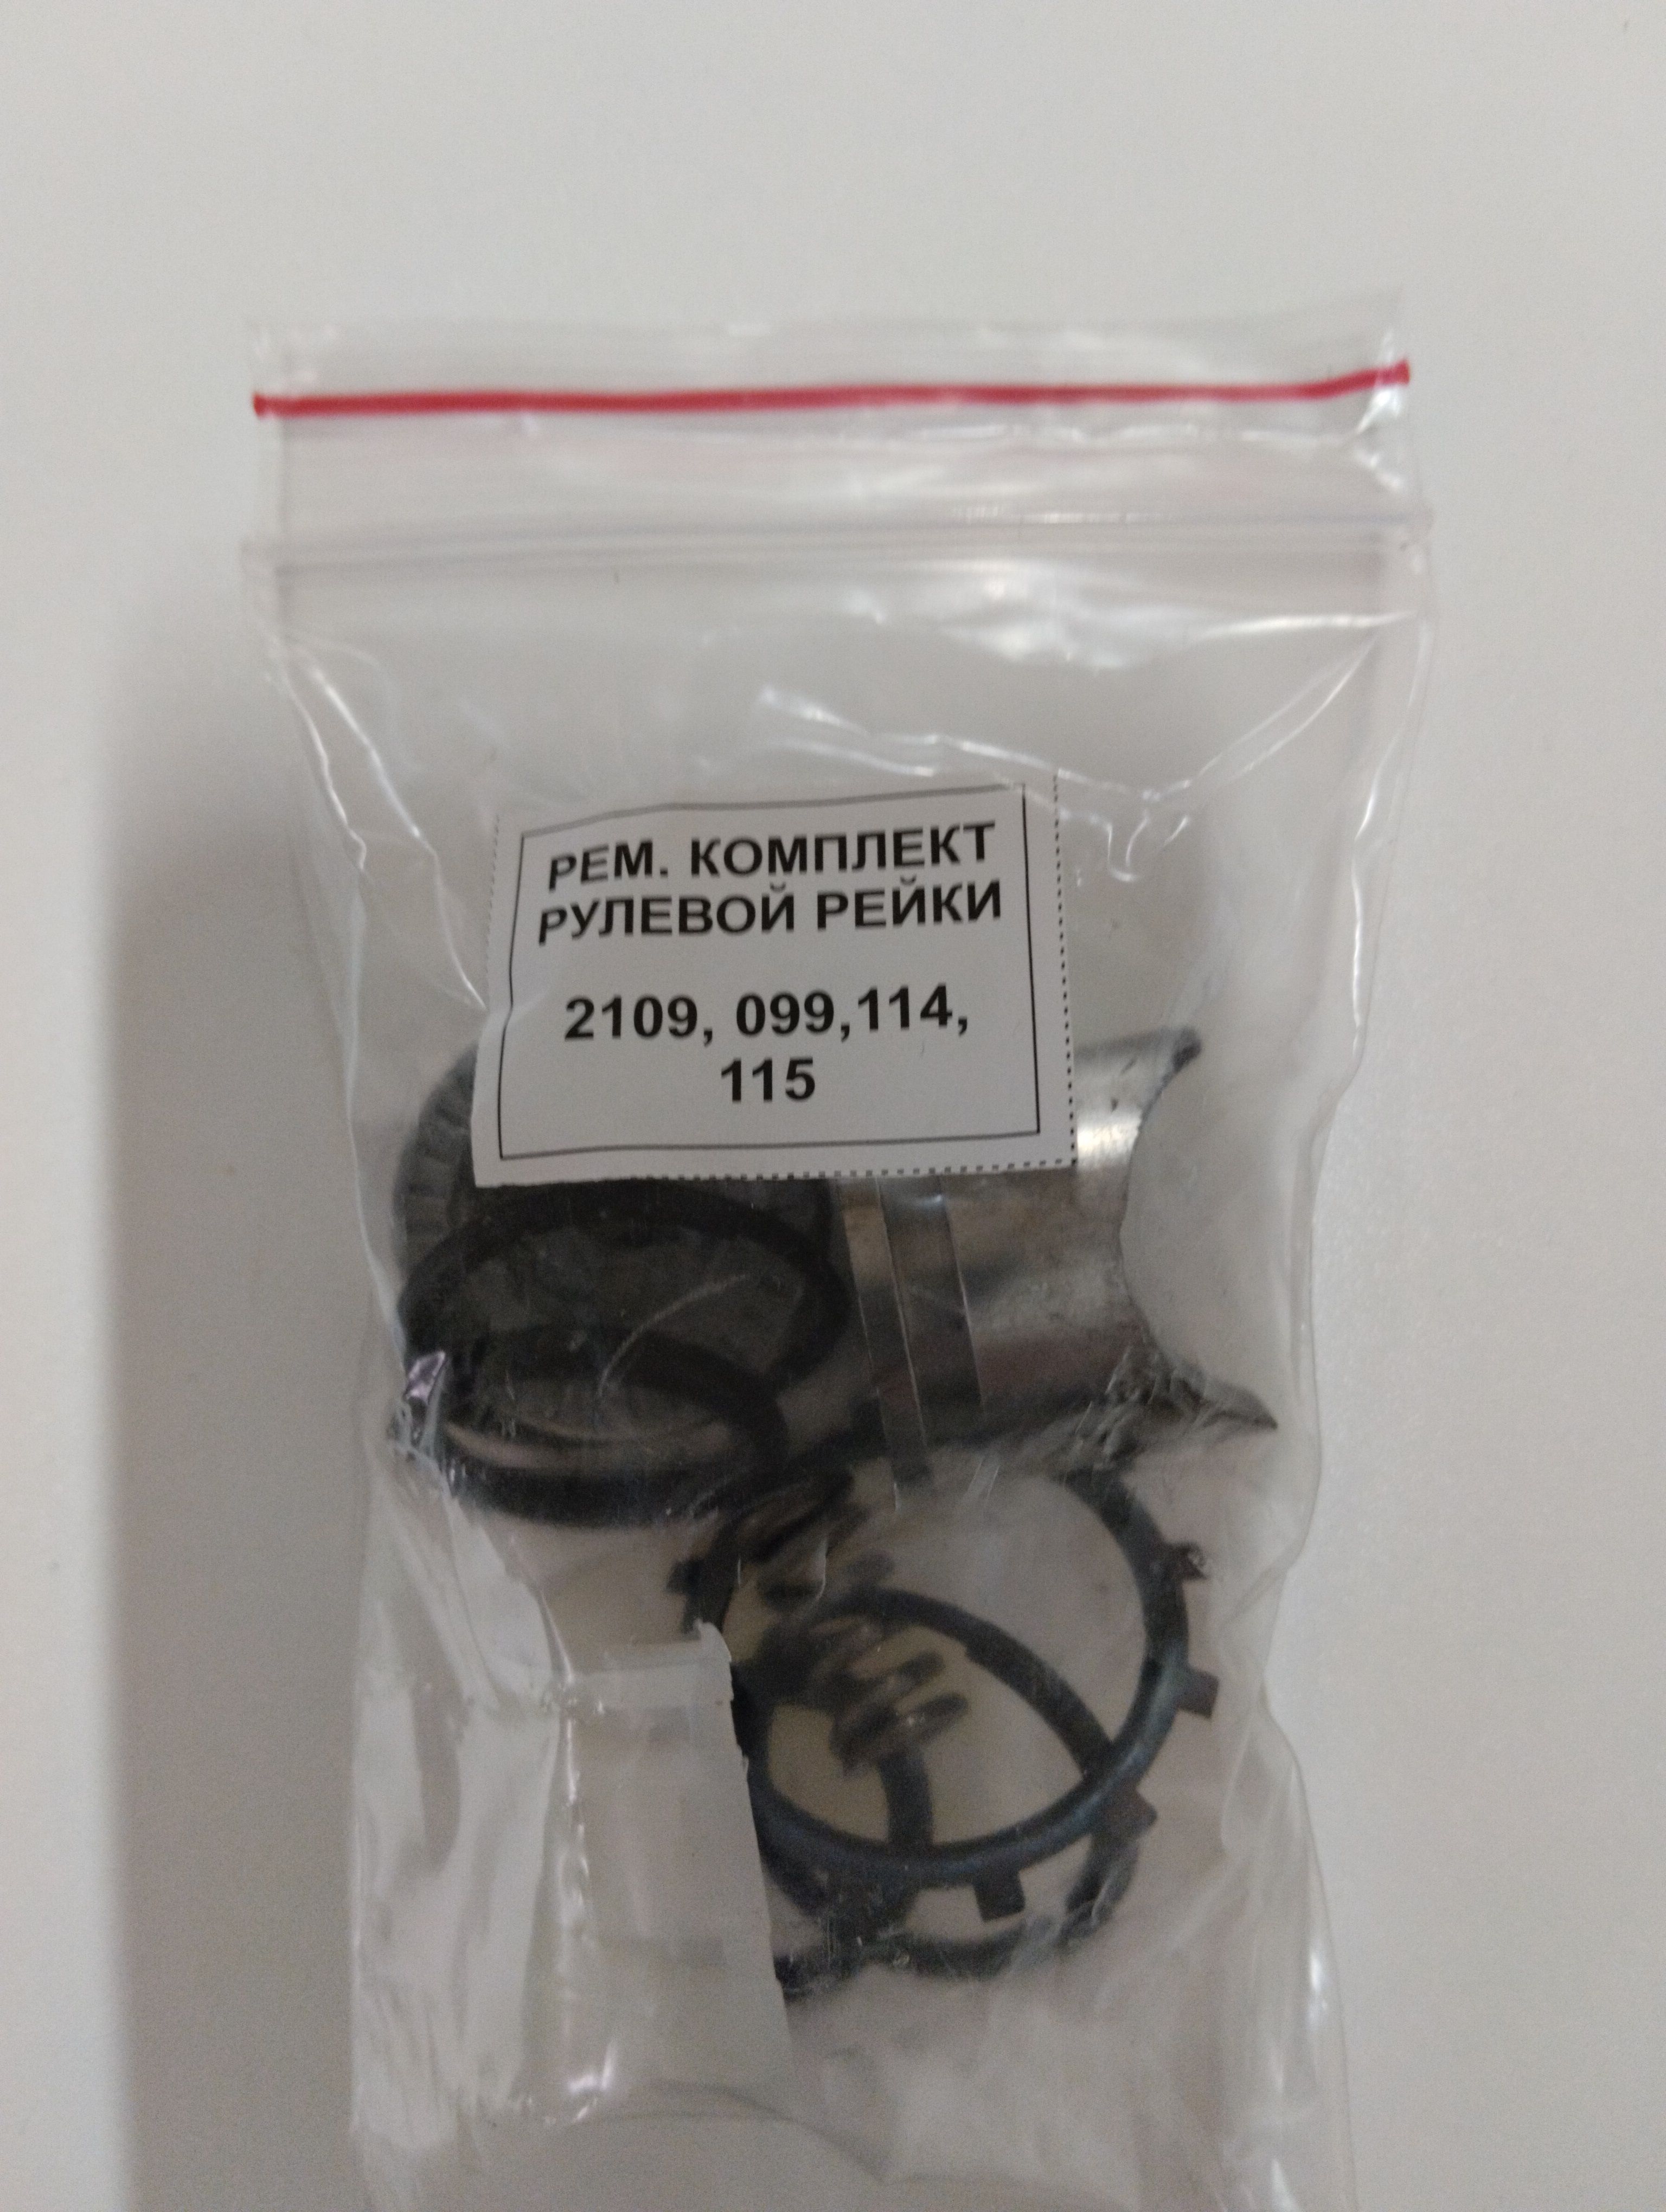 РЕМ. КОМПЛЕКТ
РУЛЕВОЙ РЕЙКИ
2109, 099,114,
115